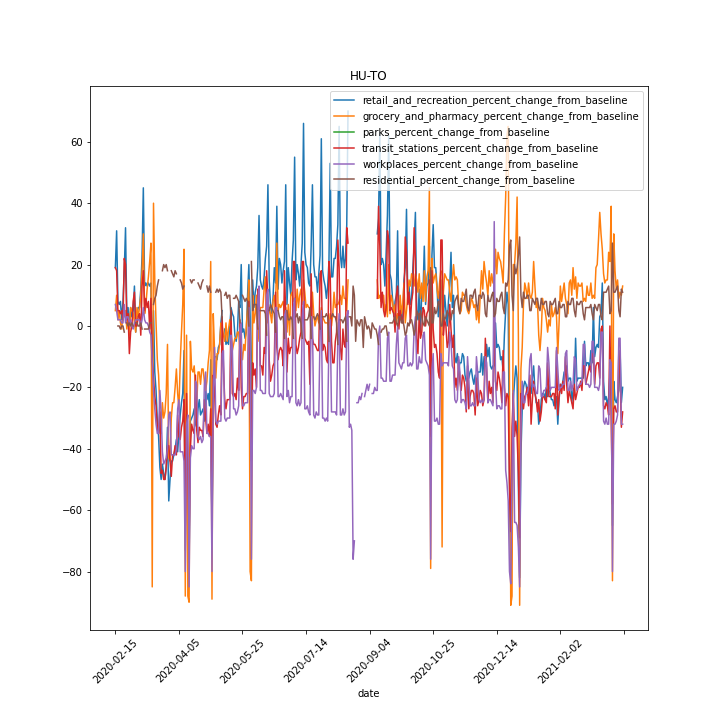 HU-TO
retail_and_recreation_percent_change_from_baseline
grocery_and_pharmacy_percent_change_from_baseline
parks_percent_change_from_baseline
transit_stations_percent_change_from_baseline
workplaces_percent_change_from_baseline
residential_percent_change_from_baseline
60
40
20
0
−20
−40
−60
−80
2020-02-15
2020-04-05
2020-05-25
2020-07-14
2020-09-04
2020-10-25
2020-12-14
2021-02-02
date